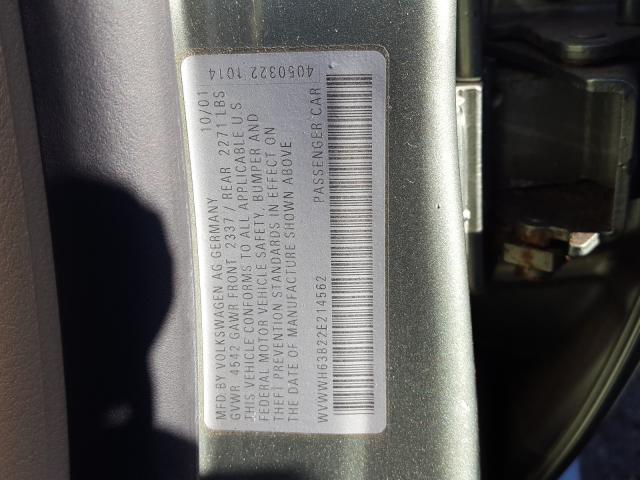 MFD.BY VOLKSWAGEN AG GERMANY 10/01
GVWR 4542 GAWR FRONT 2337/ REAR 2271 LBS
THIS VEHICLE CONFORMS TO ALL APPLICABLE U.S
FEDERAL MOTOR VEHICLE SAFETY, BUMPER AND
THEFT PREVENTION STANDARDS IN EFFECT ON
THE DATE OF MANUFACTURE SHOWN ABOVE
WVWWH63B22E214562 PASSENGER CAR
4050322 1014